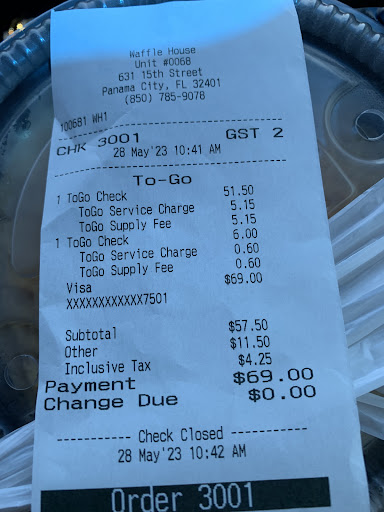 Waffle House
Unit #0068
631 15th Street
Panama City, FL 32401
(850) 785-9078
100681 WH1
CHK 3001 GST 2
28 May'23 10:41 AM
To-Go
1 ToGo Check 51.50
ToGo Service Charge 5.15
ToGo Supply Fee 5.15
1 ToGo Check 6.00
ToGo Service Charge 0.60
ToGo Supply Fee 0.60
Visa $69.00
XXXXXXXXXXXX7501
Subtotal $57.50
Other $11.50
Inclusive Tax $4.25
Payment $69.00
Change Due $0.00
----------- Check Closed -----------
28 May'23 10:42 AM
Order 3001